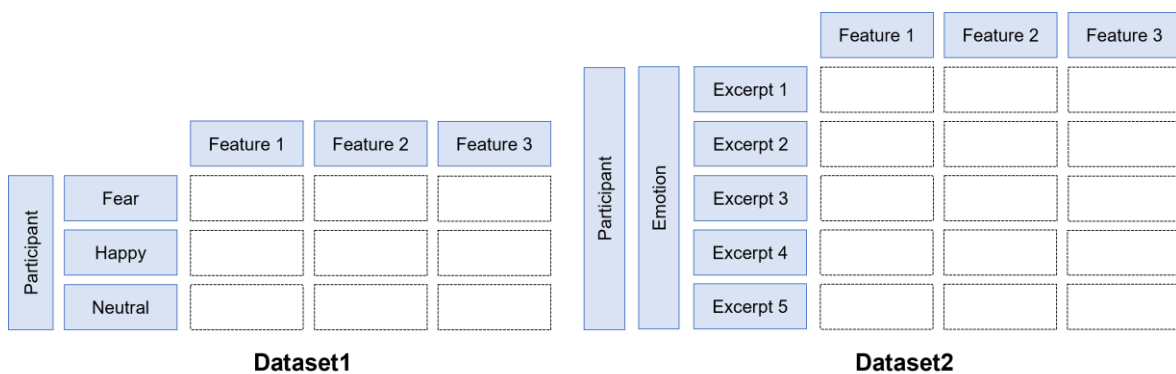 Feature 1 Feature 2 Feature 3
Participant
Fear
Happy
Neutral
Dataset1
Feature 1 Feature 2 Feature 3
Participant
Emotion
Excerpt 1
Excerpt 2
Excerpt 3
Excerpt 4
Excerpt 5
Dataset2